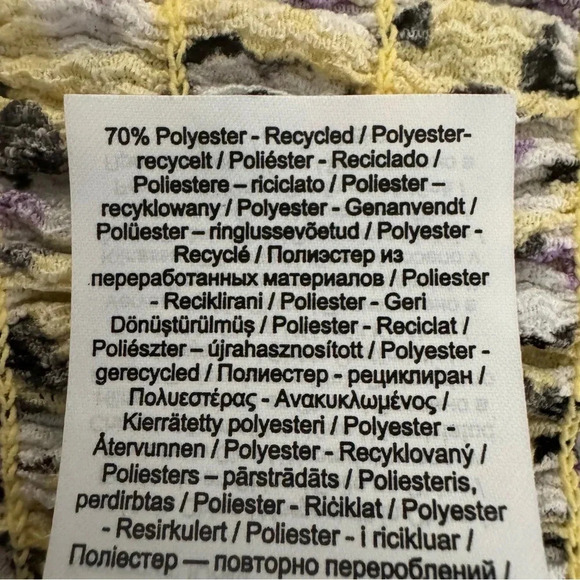 70% Polyester - Recycled / Polyester-
recycelt / Poliéster - Reciclado /
Poliestere – riciclato / Poliester –
recyklowany / Polyester - Genanvendt /
Polüester – ringlussevõetud / Polyester -
Recyclé / Полиэстер из
переработанных материалов / Poliester
- Reciklirani / Poliester - Geri
Dönüştürülmüş / Poliester - Reciclat /
Poliészter – újrahasznosított / Polyester -
gerecycled / Полиестер - рециклиран /
Πολυεστέρας - Ανακυκλωμένος /
Kierrätetty polyesteri / Polyester -
Återvunnen / Polyester - Recyklovaný /
Poliesters – pārstrādāts / Poliesteris,
perdirbtas / Poliester - Riċiklat / Polyester
- Resirkulert / Poliester - i ricikluar /
Поліестер — повторно перероблений /